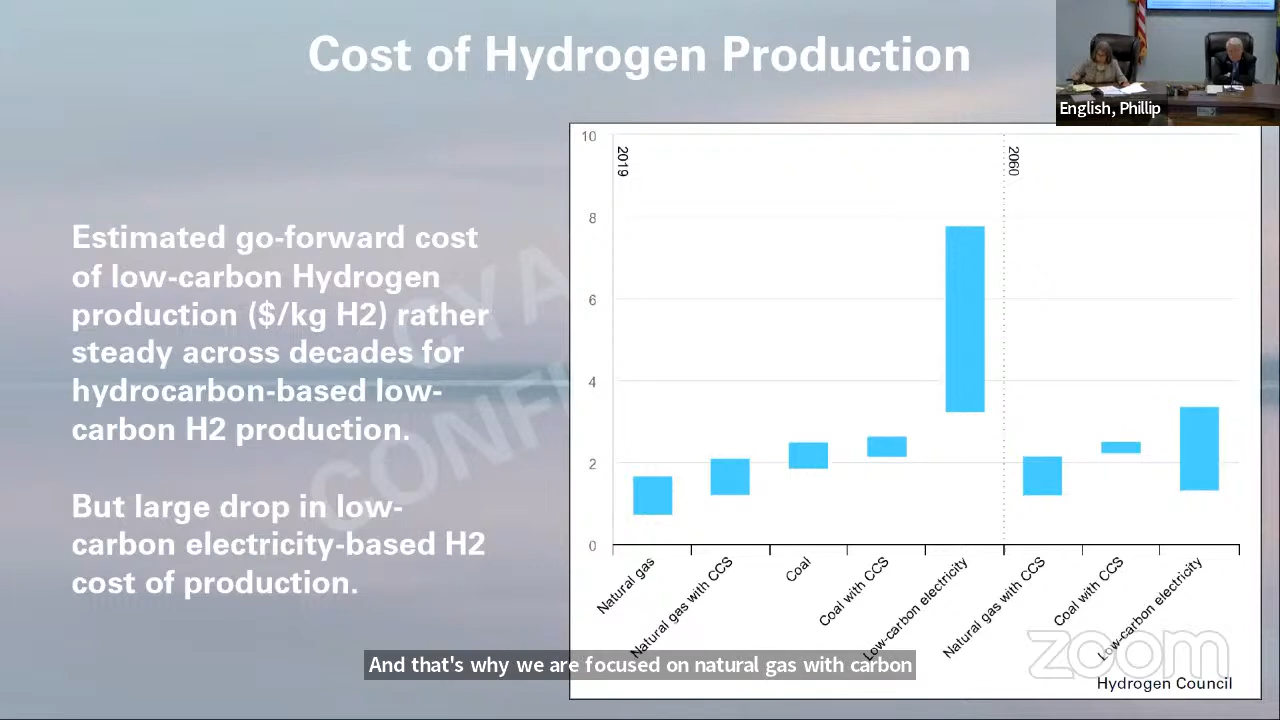 Cost of Hydrogen Production
English, Phillip
Estimated go-forward cost
of low-carbon Hydrogen
production ($/kg H2) rather
steady across decades for
hydrocarbon-based low-
carbon H2 production.
But large drop in low-
carbon electricity-based H2
cost of production.
CYA
CONFI
10
8
6
4
2
0
2019
2060
Natural gas
Natural gas with CCS
Coal
Coal with CCS
Low-carbon electricity
Natural gas with CCS
Coal with CCS
Low-carbon electricity
zoom
Hydrogen Council
And that's why we are focused on natural gas with carbon